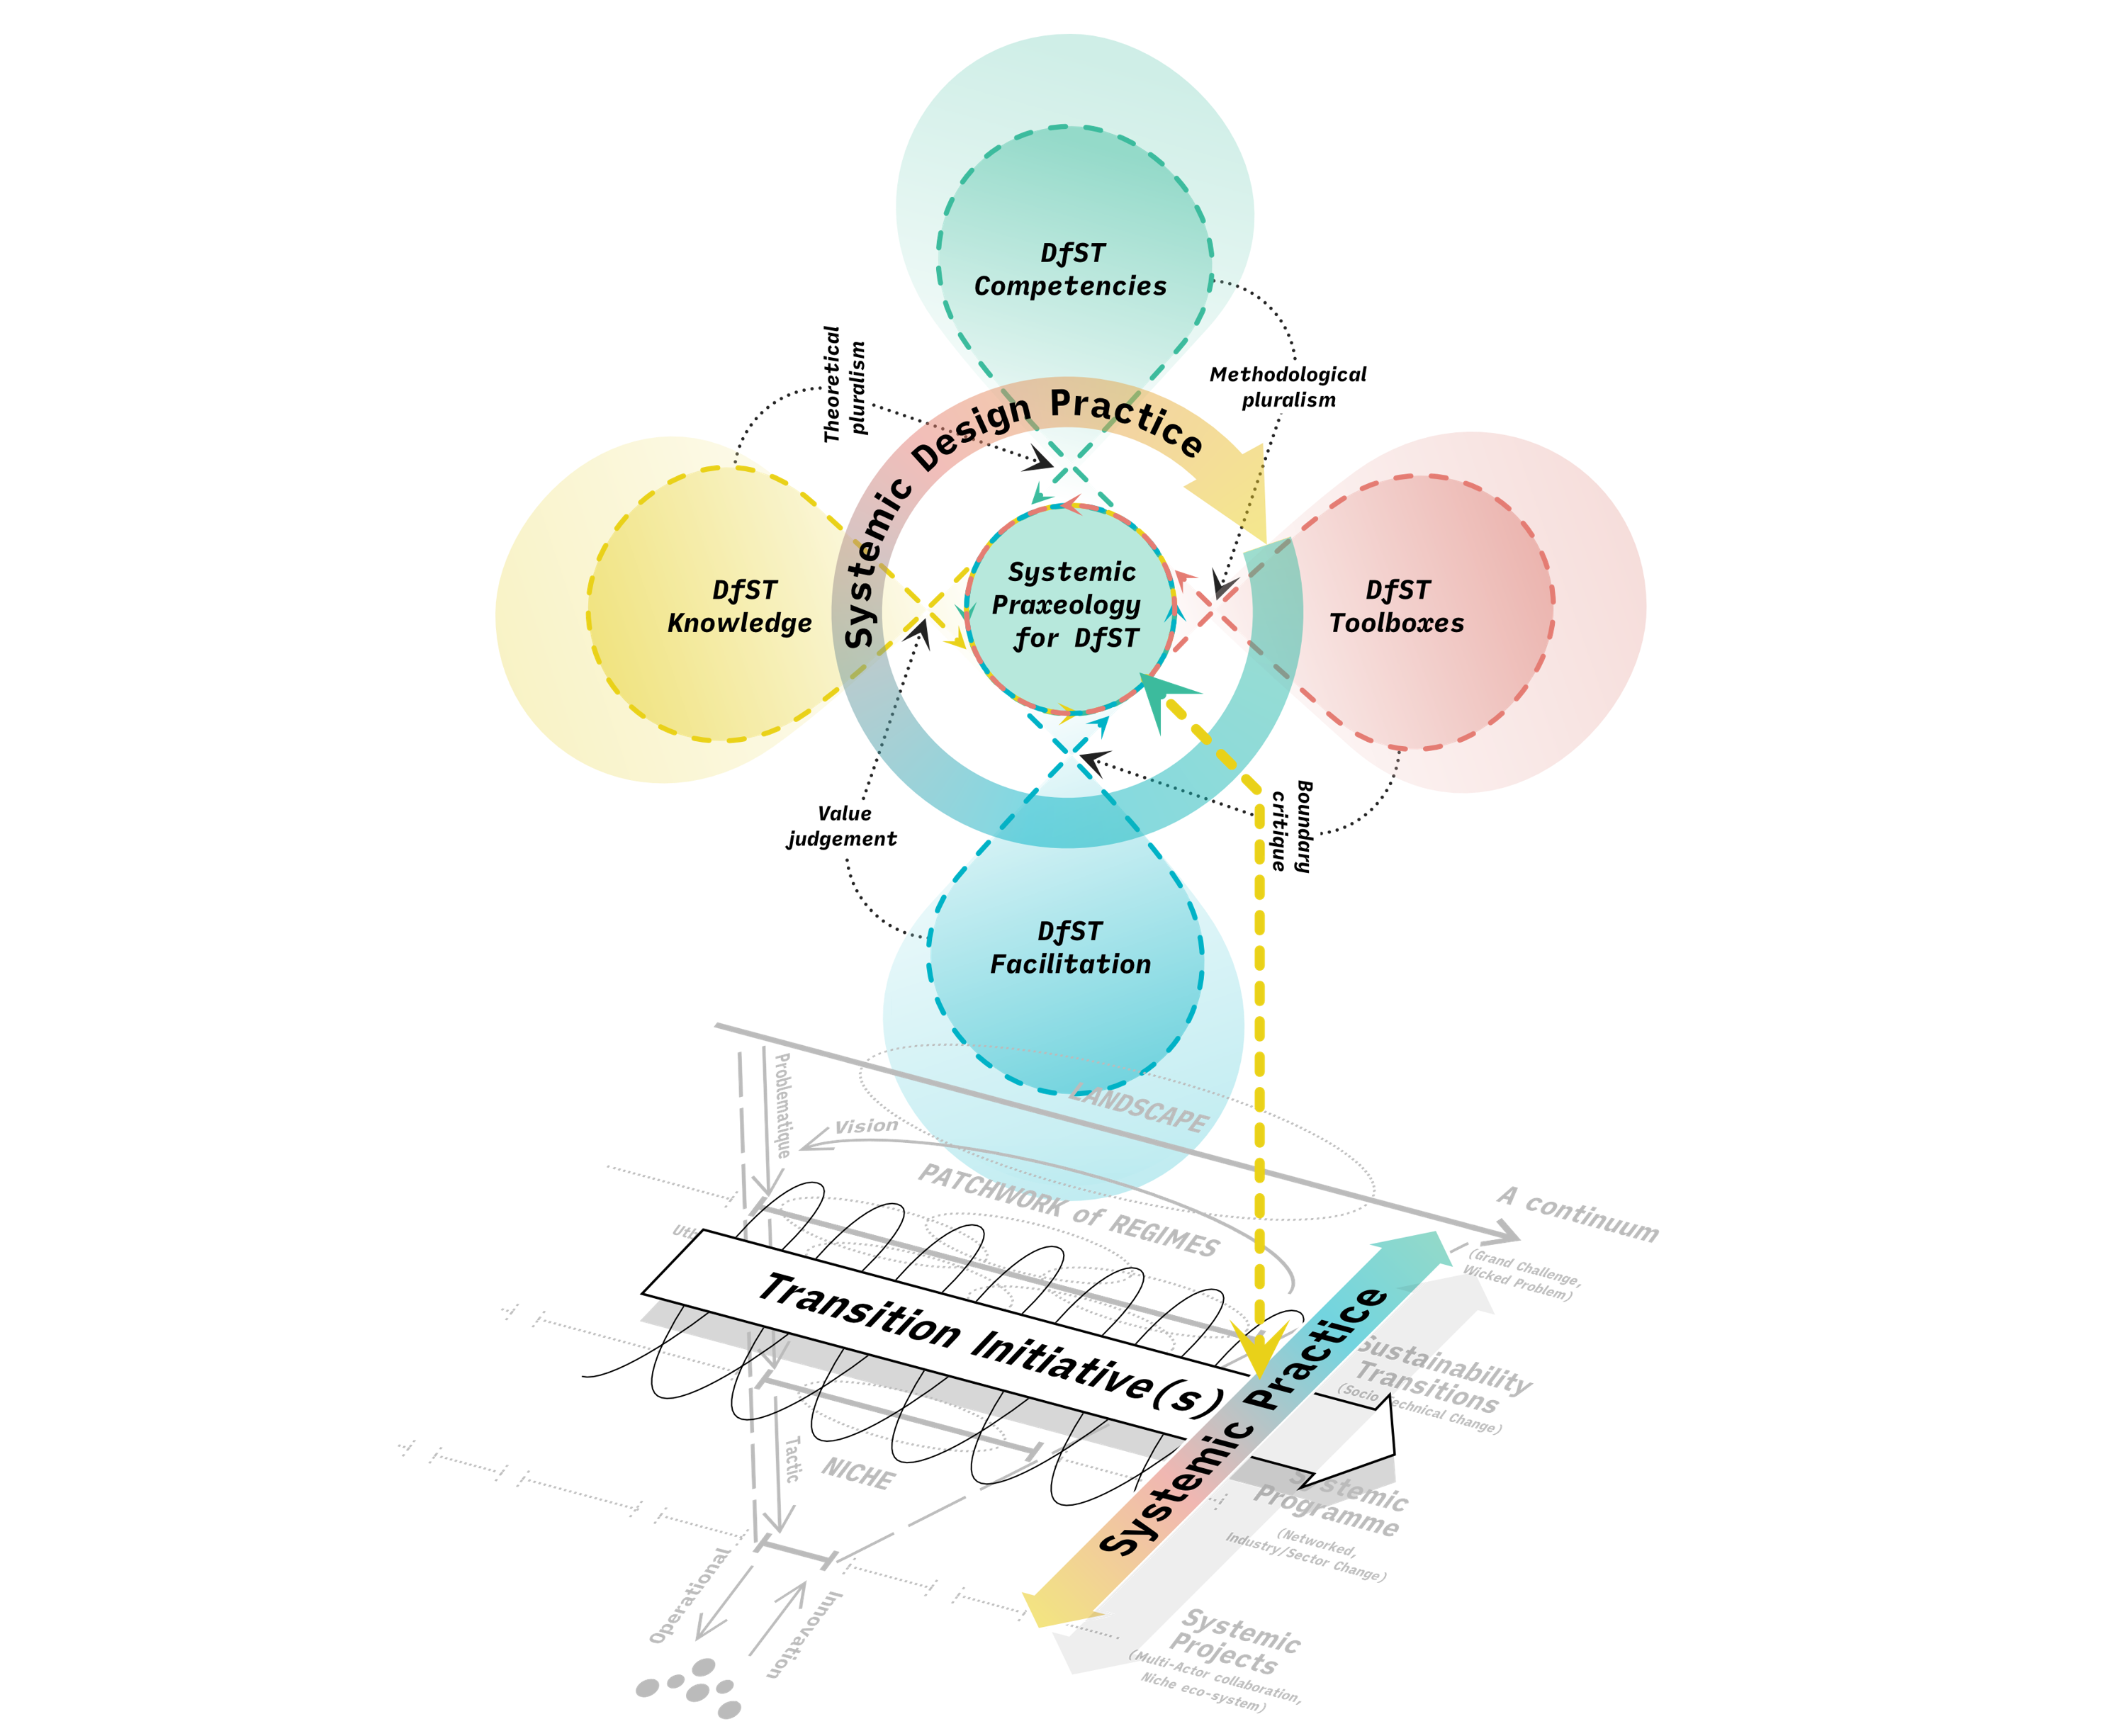 DfST
Competencies
Theoretical
pluralism
Methodological
pluralism
Systemic Design Practice
DfST
Knowledge
Systemic
Praxeology
for DfST
DfST
Toolboxes
Value
judgement
Boundary
critique
DfST
Facilitation
Problematique
LANDSCAPE
Vision
PATCHWORK of REGIMES
A continuum
(Grand Challenge,
Wicked Problem)
Transition Initiative(s)
Systemic Practice
Sustainability
Transitions
Technical Change)
Tactic
NICHE
Systemic
Programme
(Networked,
Industry/Sector Change)
Operational
Innovation
Systemic
Projects
(Multi-Actor collaboration,
Niche eco-system)